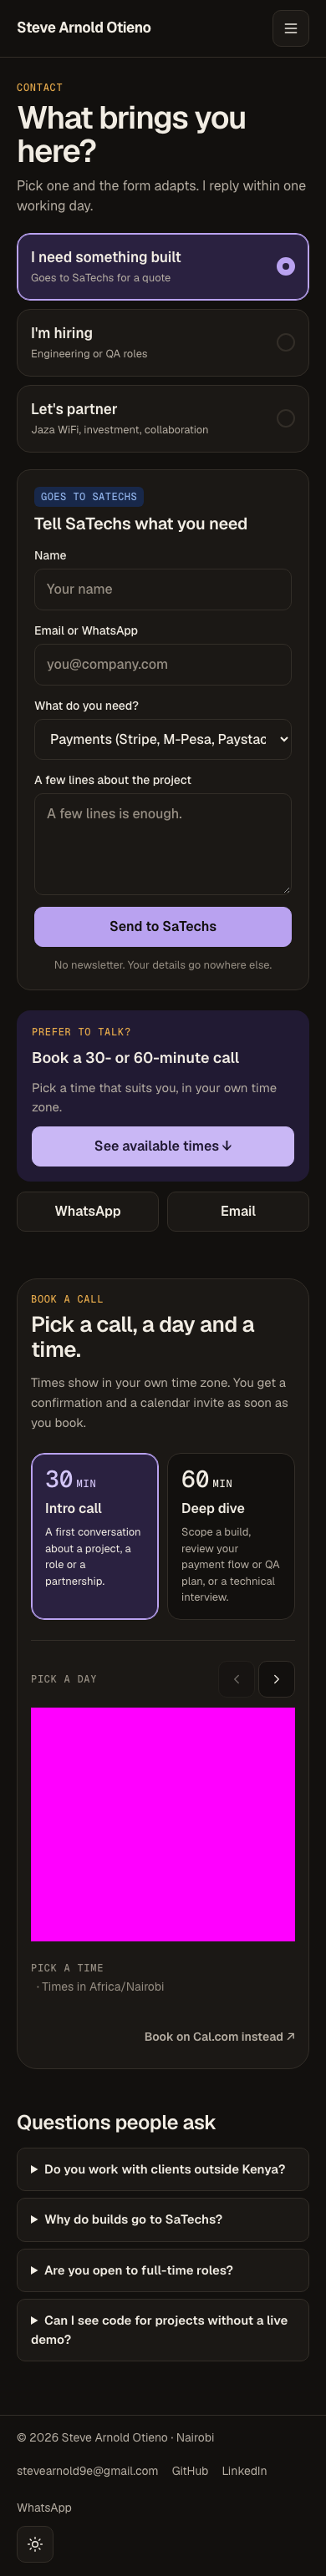 Steve Arnold Otieno
CONTACT
What brings you
here?
Pick one and the form adapts. I reply within one
working day.
I need something built
Goes to SaTechs for a quote
I'm hiring
Engineering or QA roles
Let's partner
Jaza WiFi, investment, collaboration
GOES TO SATECHS
Tell SaTechs what you need
Name
Your name
Email or WhatsApp
you@company.com
What do you need?
Payments (Stripe, M-Pesa, Paystac
A few lines about the project
A few lines is enough.
Send to SaTechs
No newsletter. Your details go nowhere else.
PREFER TO TALK?
Book a 30- or 60-minute call
Pick a time that suits you, in your own time
zone.
See available times ↓
WhatsApp
Email
BOOK A CALL
Pick a call, a day and a
time.
Times show in your own time zone. You get a
confirmation and a calendar invite as soon as
you book.
30 MIN
Intro call
A first conversation
about a project, a
role or a
partnership.
60 MIN
Deep dive
Scope a build,
review your
payment flow or QA
plan, or a technical
interview.
PICK A DAY
PICK A TIME
· Times in Africa/Nairobi
Book on Cal.com instead ↗
Questions people ask
Do you work with clients outside Kenya?
Why do builds go to SaTechs?
Are you open to full-time roles?
Can I see code for projects without a live
demo?
© 2026 Steve Arnold Otieno · Nairobi
stevearnold9e@gmail.com GitHub LinkedIn
WhatsApp